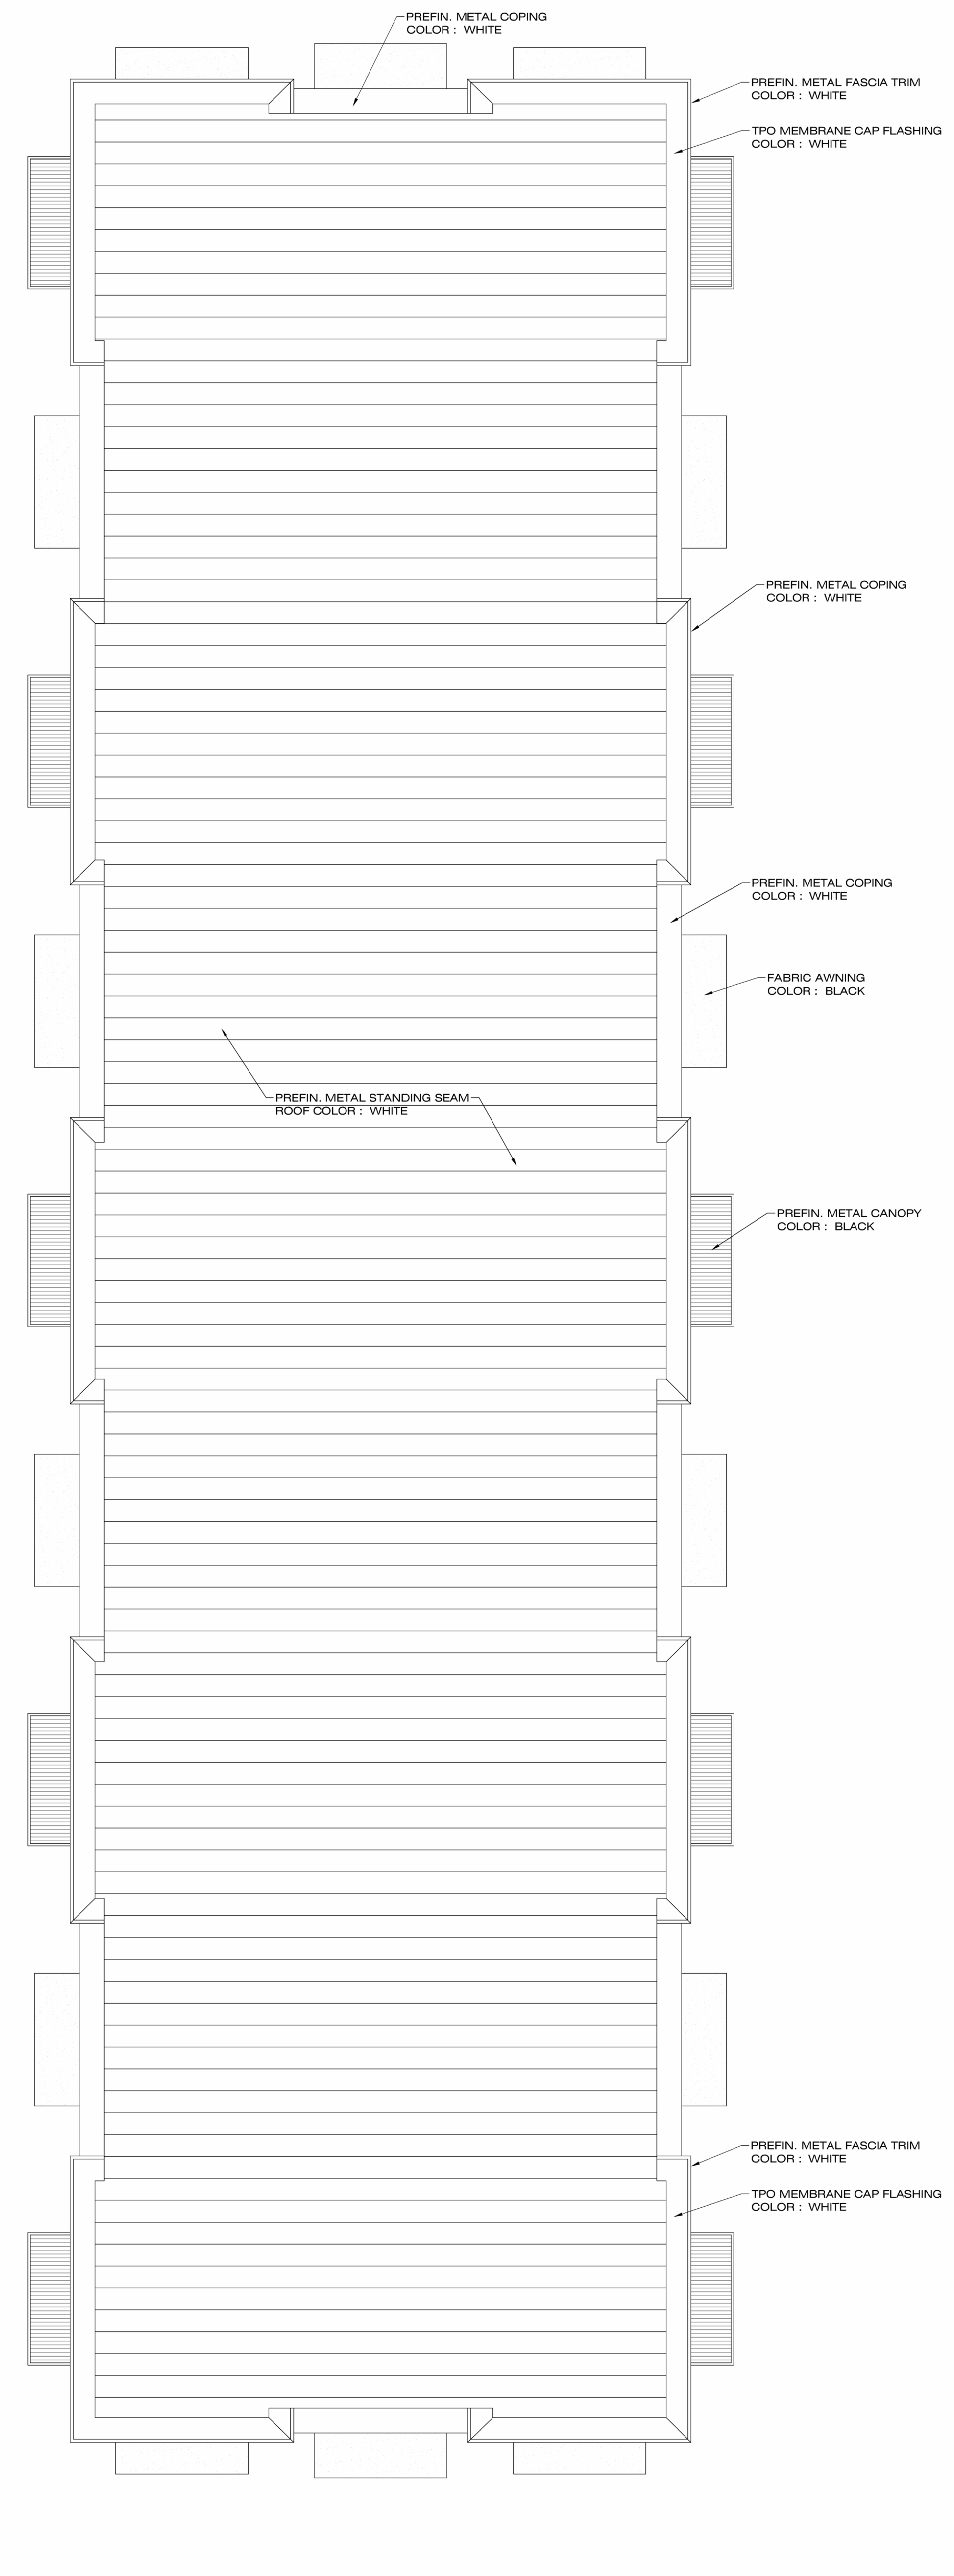 PREFIN. METAL COPING
COLOR : WHITE
PREFIN. METAL FASCIA TRIM
COLOR : WHITE
TPO MEMBRANE CAP FLASHING
COLOR : WHITE
PREFIN. METAL COPING
COLOR : WHITE
PREFIN. METAL COPING
COLOR : WHITE
FABRIC AWNING
COLOR : BLACK
PREFIN. METAL STANDING SEAM
ROOF COLOR : WHITE
PREFIN. METAL CANOPY
COLOR : BLACK
PREFIN. METAL FASCIA TRIM
COLOR : WHITE
TPO MEMBRANE CAP FLASHING
COLOR : WHITE